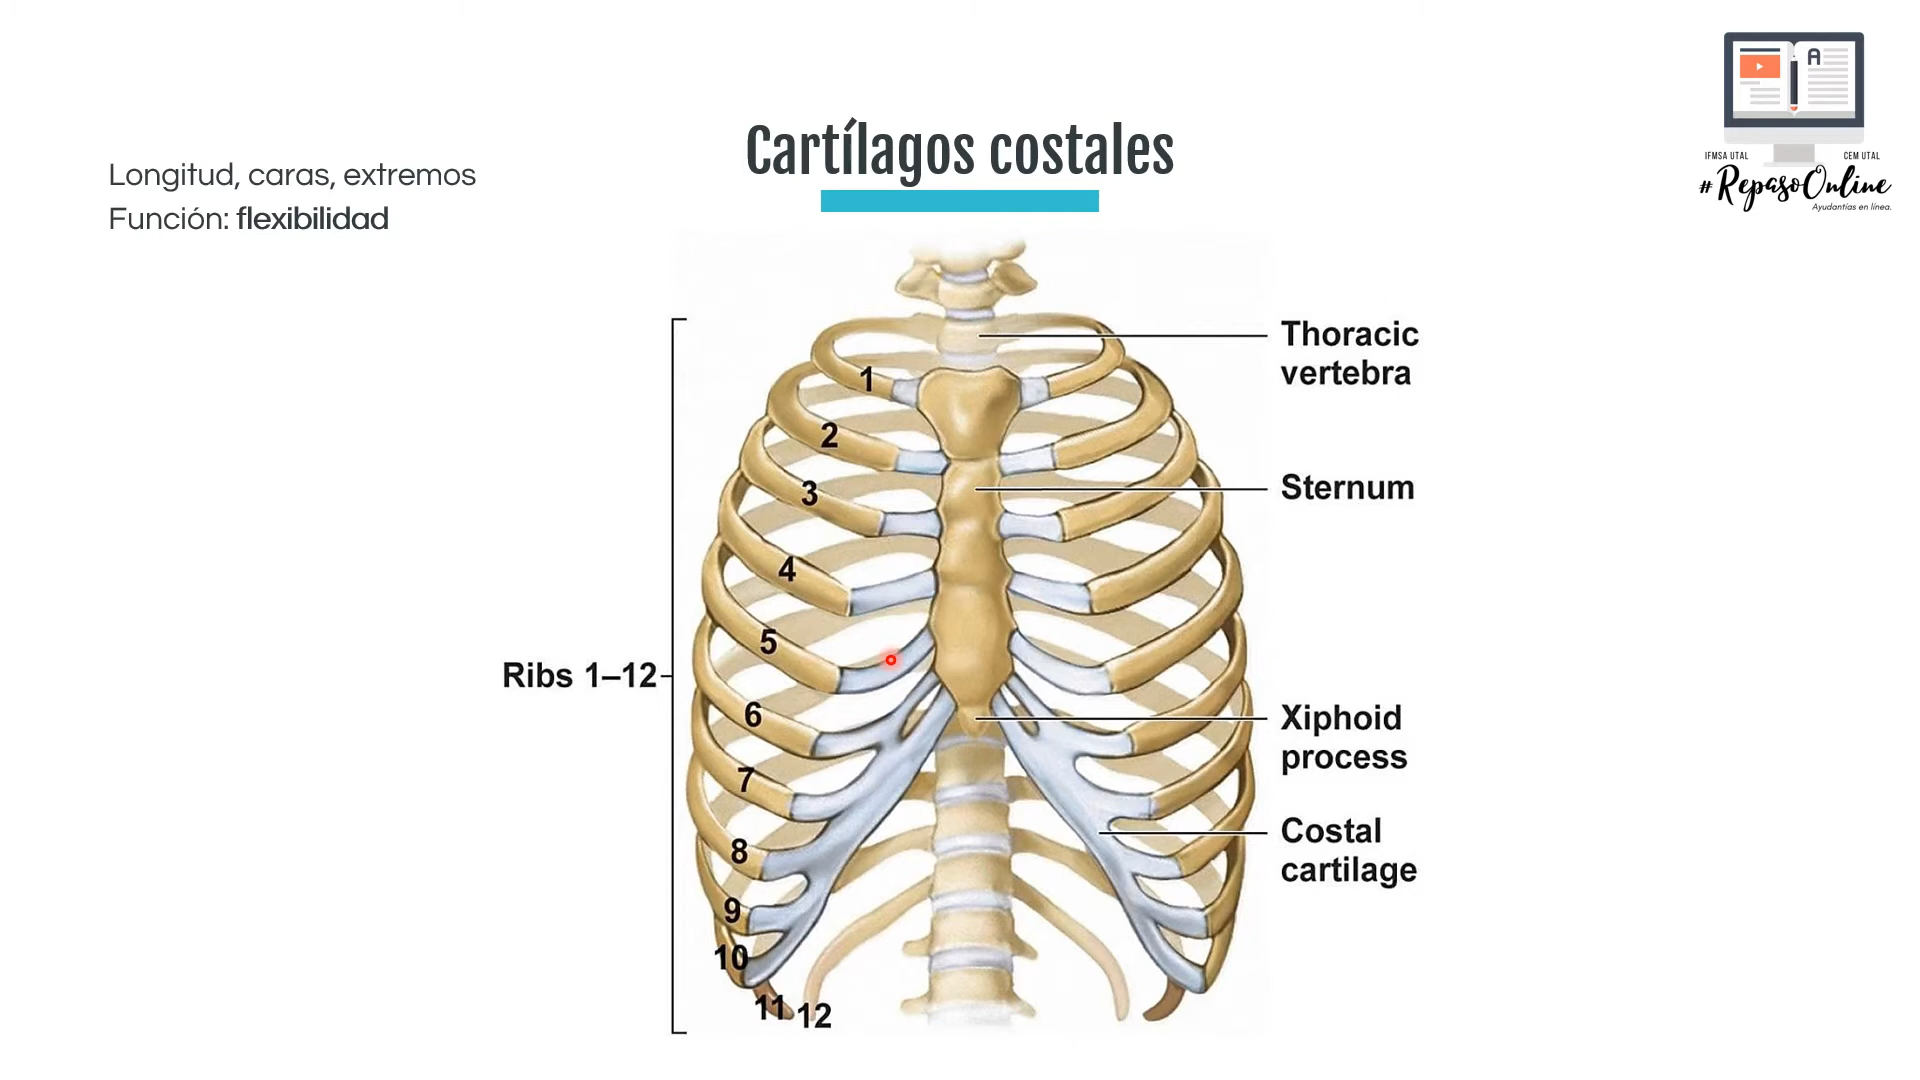 Cartílagos costales
Longitud, caras, extremos
Función: flexibilidad
A
IFMSA UTAL
CEM UTAL
#RepasoOnline
Ayudantías en línea.
Thoracic
vertebra
Sternum
Xiphoid
process
Costal
cartilage
Ribs 1–12
1
2
3
4
5
6
7
8
9
10
11
12